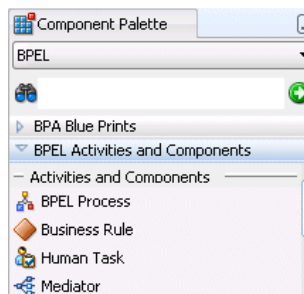 Component Palette
BPEL
BPA Blue Prints
BPEL Activities and Components
Activities and Components
BPEL Process
Business Rule
Human Task
Mediator